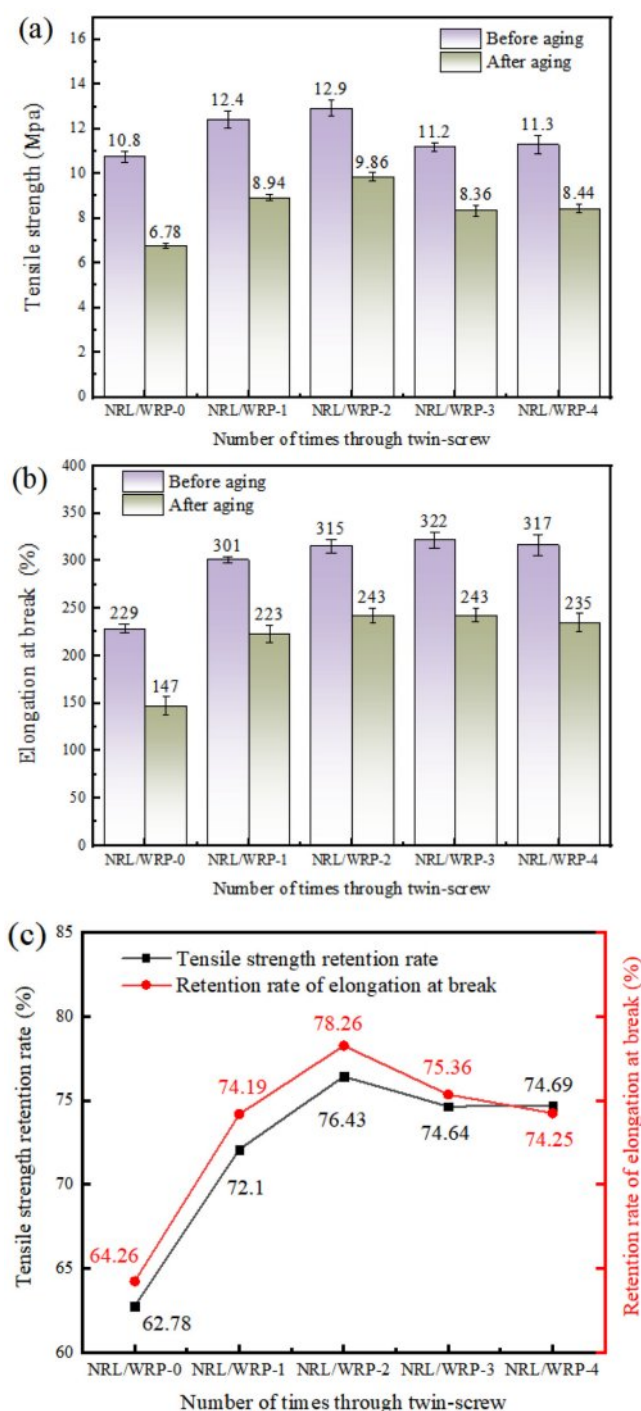 (a)
Before aging
After aging
Tensile strength (Mpa)
16
14
12
10
8
6
4
2
0
10.8
6.78
12.4
8.94
12.9
9.86
11.2
8.36
11.3
8.44
NRL/WRP-0 NRL/WRP-1 NRL/WRP-2 NRL/WRP-3 NRL/WRP-4
Number of times through twin-screw
(b)
Before aging
After aging
Elongation at break (%)
400
350
300
250
200
150
100
50
0
229
147
301
223
315
243
322
243
317
235
NRL/WRP-0 NRL/WRP-1 NRL/WRP-2 NRL/WRP-3 NRL/WRP-4
Number of times through twin-screw
(c)
Tensile strength retention rate
Retention rate of elongation at break
Tensile strength retention rate (%)
Retention rate of elongation at break (%)
85
80
75
70
65
60
64.26
62.78
74.19
72.1
78.26
76.43
75.36
74.64
74.69
74.25
NRL/WRP-0 NRL/WRP-1 NRL/WRP-2 NRL/WRP-3 NRL/WRP-4
Number of times through twin-screw